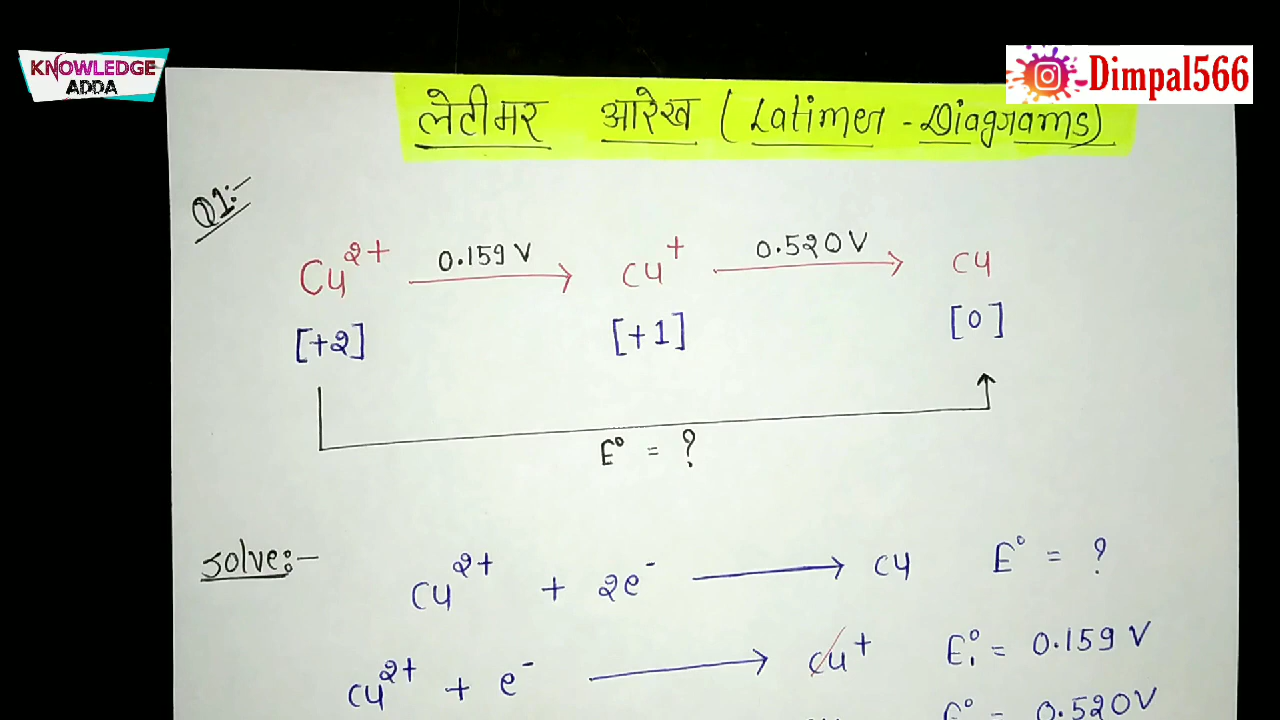 KNOWLEDGE
ADDA
-Dimpal566
लेटीमर आरेख (Latimer - Diagrams)
Q1:-
Cu²⁺ 0.159 V → Cu⁺ 0.520 V → Cu
[+2] [+1] [0]
E° = ?
Solve:-
Cu²⁺ + 2e⁻ → Cu E° = ?
Cu²⁺ + e⁻ → Cu⁺ E₁° = 0.159 V
0.520V